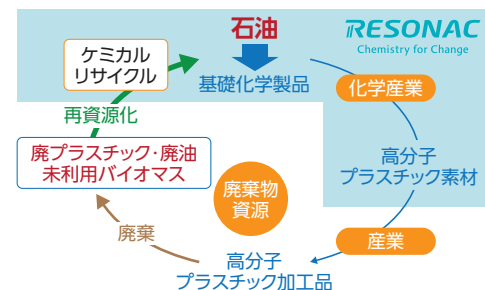 石油
RESONAC
Chemistry for Change
ケミカル
リサイクル
基礎化学製品
化学産業
再資源化
高分子
プラスチック素材
廃プラスチック・廃油
未利用バイオマス
廃棄物
資源
廃棄
産業
高分子
プラスチック加工品